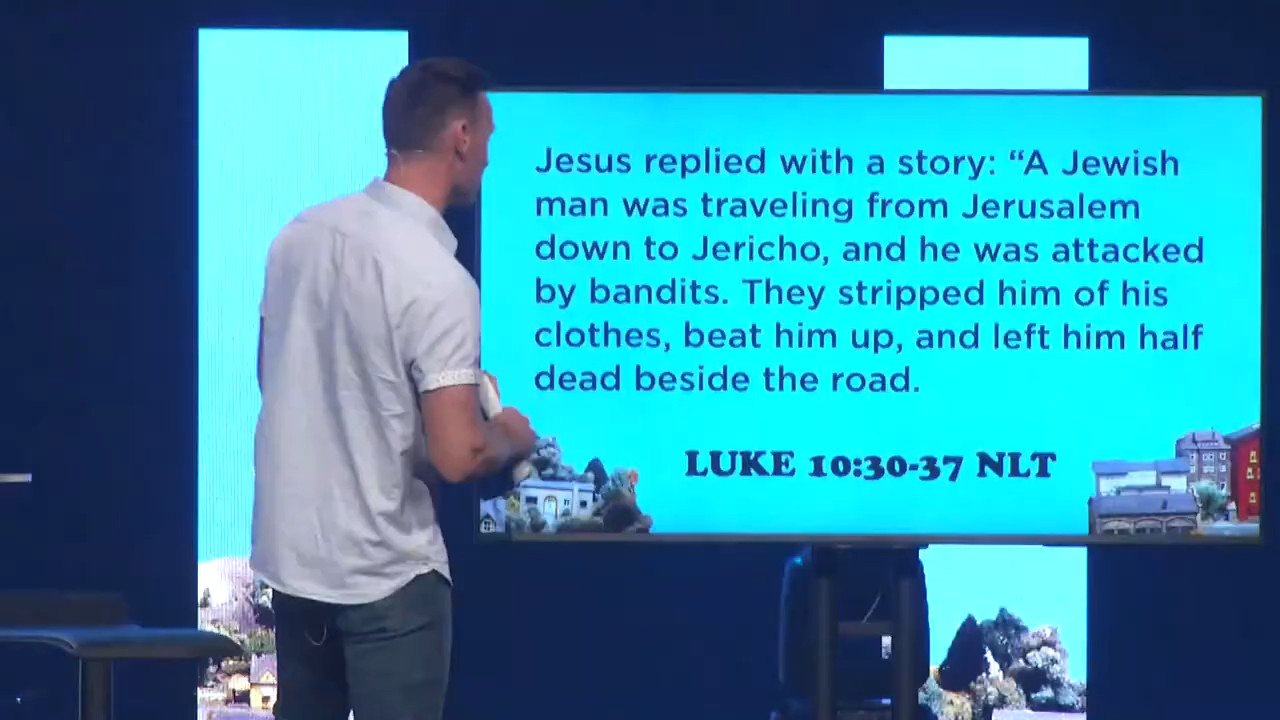 Jesus replied with a story: “A Jewish
man was traveling from Jerusalem
down to Jericho, and he was attacked
by bandits. They stripped him of his
clothes, beat him up, and left him half
dead beside the road.
LUKE 10:30-37 NLT